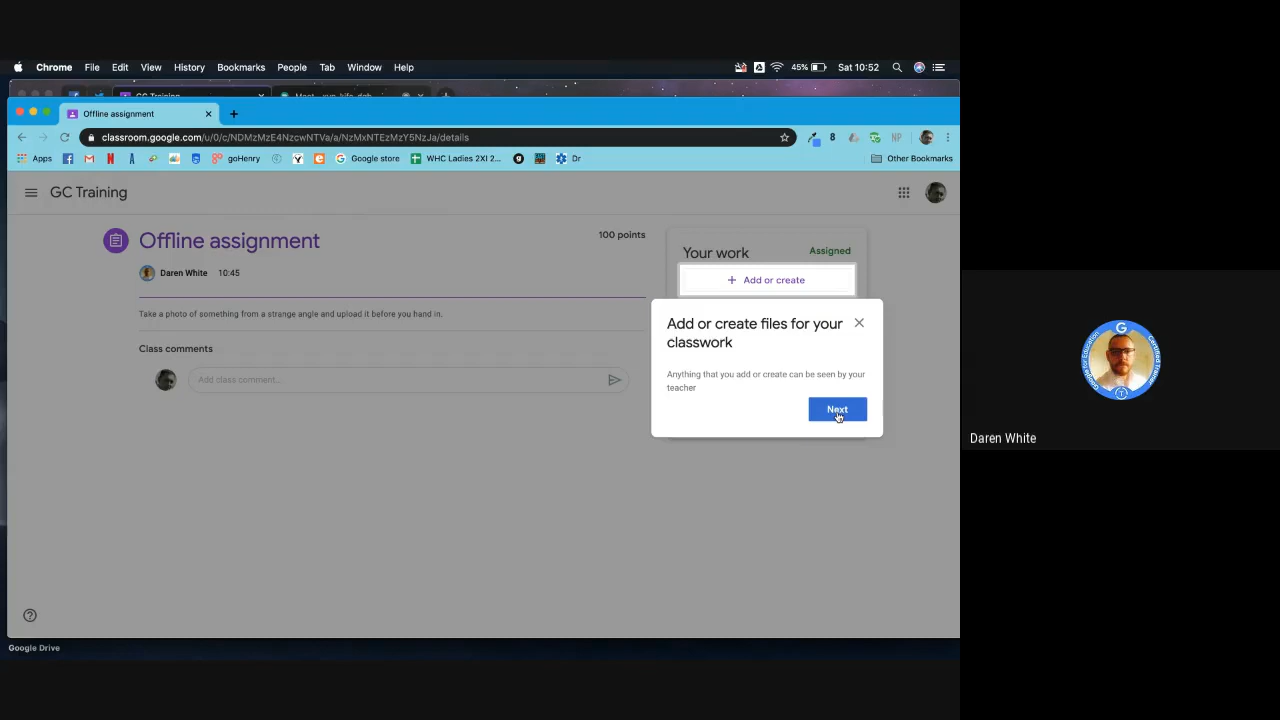 Chrome File Edit View History Bookmarks People Tab Window Help 45% Sat 10:52
Offline assignment
classroom.google.com/u/0/c/NDMzMzE4NzcwNTVa/a/NzMxNTEzMzY5NzJa/details
Apps goHenry Google store WHC Ladies 2XI 2... Dr Other Bookmarks
GC Training
Offline assignment
100 points
Daren White 10:45
Take a photo of something from a strange angle and upload it before you hand in.
Class comments
Add class comment...
Your work Assigned
+ Add or create
Add or create files for your
classwork
Anything that you add or create can be seen by your
teacher
Next
Daren White
Google Drive